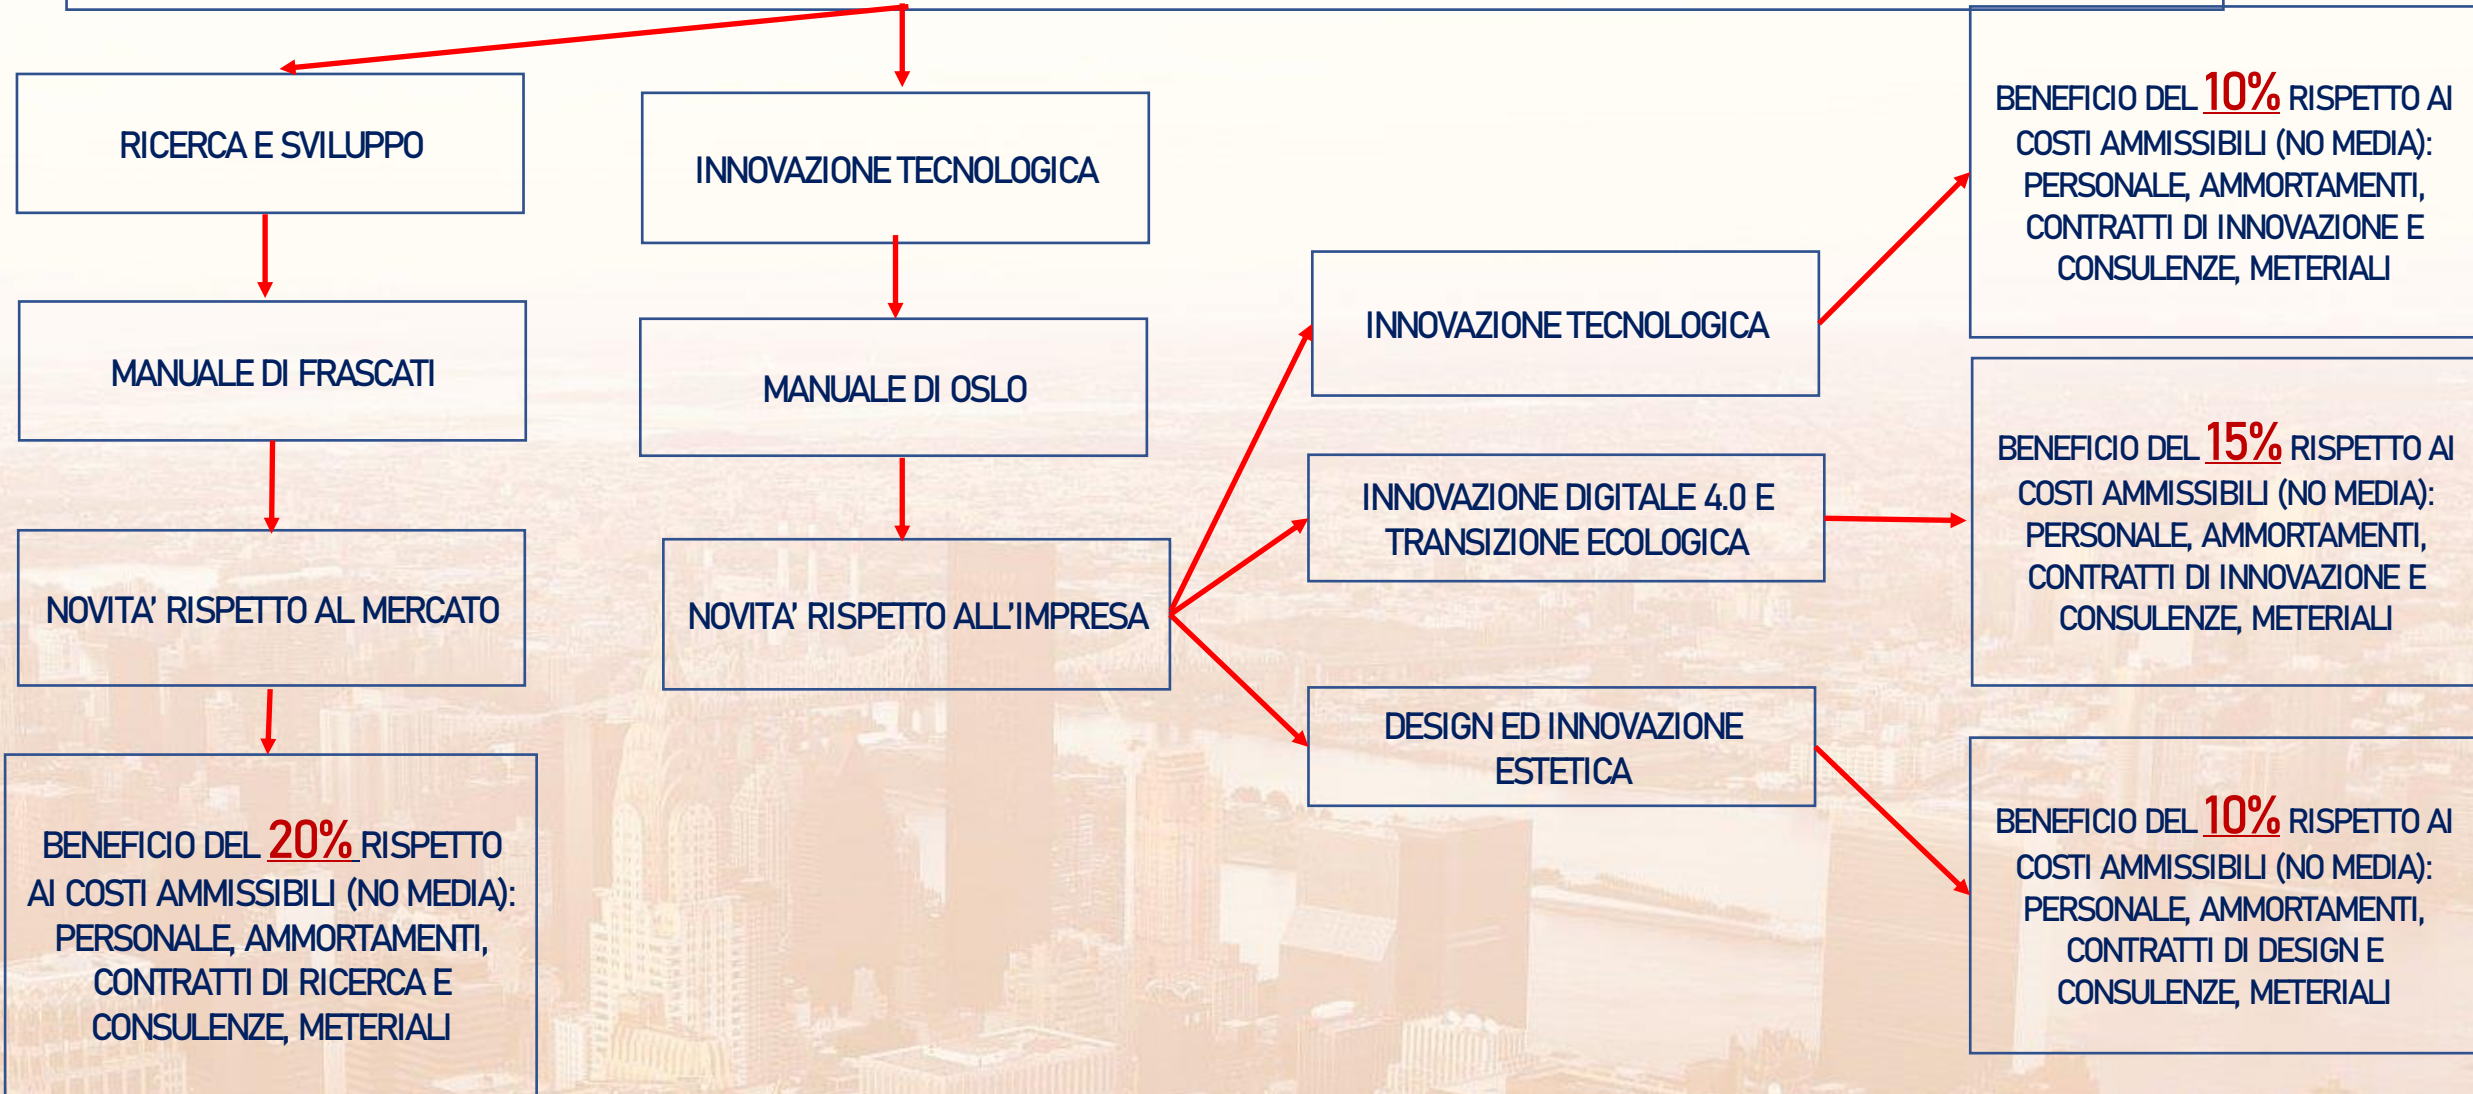 RICERCA E SVILUPPO
MANUALE DI FRASCATI
NOVITA’ RISPETTO AL MERCATO
BENEFICIO DEL 20% RISPETTO
AI COSTI AMMISSIBILI (NO MEDIA):
PERSONALE, AMMORTAMENTI,
CONTRATTI DI RICERCA E
CONSULENZE, METERIALI
INNOVAZIONE TECNOLOGICA
MANUALE DI OSLO
NOVITA’ RISPETTO ALL’IMPRESA
INNOVAZIONE TECNOLOGICA
INNOVAZIONE DIGITALE 4.0 E
TRANSIZIONE ECOLOGICA
DESIGN ED INNOVAZIONE
ESTETICA
BENEFICIO DEL 10% RISPETTO AI
COSTI AMMISSIBILI (NO MEDIA):
PERSONALE, AMMORTAMENTI,
CONTRATTI DI INNOVAZIONE E
CONSULENZE, METERIALI
BENEFICIO DEL 15% RISPETTO AI
COSTI AMMISSIBILI (NO MEDIA):
PERSONALE, AMMORTAMENTI,
CONTRATTI DI INNOVAZIONE E
CONSULENZE, METERIALI
BENEFICIO DEL 10% RISPETTO AI
COSTI AMMISSIBILI (NO MEDIA):
PERSONALE, AMMORTAMENTI,
CONTRATTI DI DESIGN E
CONSULENZE, METERIALI